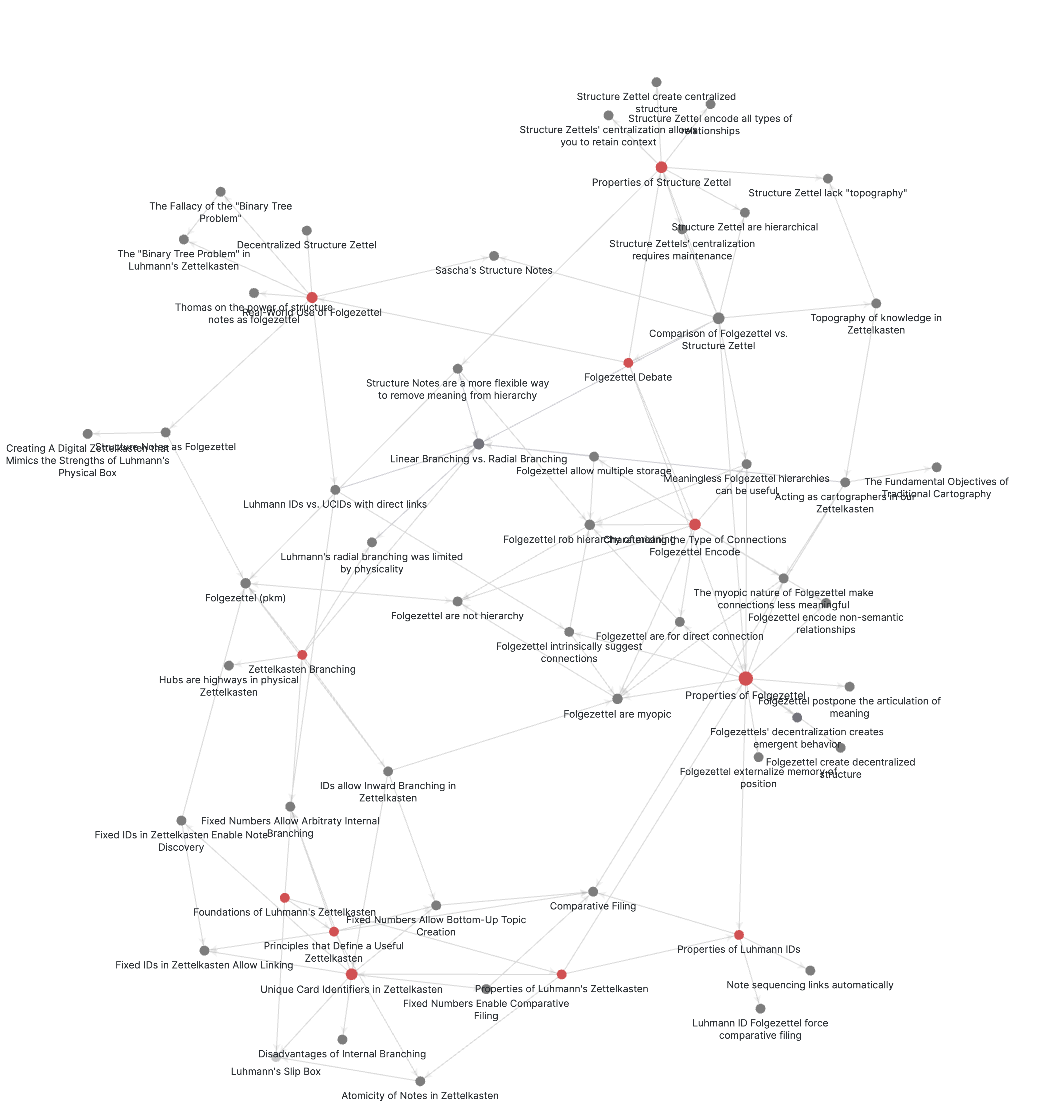 Structure Zettel create centralized
structure
Structure Zettel encode all types of
relationships
Structure Zettels' centralization allows
you to retain context
Properties of Structure Zettel
Structure Zettel lack "topography"
The Fallacy of the "Binary Tree
Problem"
Structure Zettel are hierarchical
Decentralized Structure Zettel
Structure Zettels' centralization
requires maintenance
The "Binary Tree Problem" in
Luhmann's Zettelkasten
Sascha's Structure Notes
Thomas on the power of structure
notes as folgezettel
Real-World Use of Folgezettel
Topography of knowledge in
Zettelkasten
Comparison of Folgezettel vs.
Structure Zettel
Folgezettel Debate
Structure Notes are a more flexible way
to remove meaning from hierarchy
Structure Notes as Folgezettel
Creating A Digital Zettelkasten that
Mimics the Strengths of Luhmann's
Physical Box
Linear Branching vs. Radial Branching
Folgezettel allow multiple storage
Meaningless Folgezettel hierarchies
can be useful
The Fundamental Objectives of
Traditional Cartography
Acting as cartographers in our
Zettelkasten
Luhmann IDs vs. UCIDs with direct links
Folgezettel rob hierarchy of meaning
Characterizing the Type of Connections
Folgezettel Encode
Luhmann's radial branching was limited
by physicality
Folgezettel (pkm)
The myopic nature of Folgezettel make
connections less meaningful
Folgezettel are not hierarchy
Folgezettel encode non-semantic
relationships
Folgezettel are for direct connection
Folgezettel intrinsically suggest
connections
Zettelkasten Branching
Hubs are highways in physical
Zettelkasten
Properties of Folgezettel
Folgezettel postpone the articulation of
meaning
Folgezettel are myopic
Folgezettels' decentralization creates
emergent behavior
Folgezettel create decentralized
structure
Folgezettel externalize memory of
position
IDs allow Inward Branching in
Zettelkasten
Fixed Numbers Allow Arbitraty Internal
Branching
Fixed IDs in Zettelkasten Enable Note
Discovery
Comparative Filing
Foundations of Luhmann's Zettelkasten
Fixed Numbers Allow Bottom-Up Topic
Creation
Principles that Define a Useful
Zettelkasten
Properties of Luhmann IDs
Fixed IDs in Zettelkasten Allow Linking
Unique Card Identifiers in Zettelkasten
Properties of Luhmann's Zettelkasten
Note sequencing links automatically
Fixed Numbers Enable Comparative
Filing
Luhmann ID Folgezettel force
comparative filing
Disadvantages of Internal Branching
Luhmann's Slip Box
Atomicity of Notes in Zettelkasten